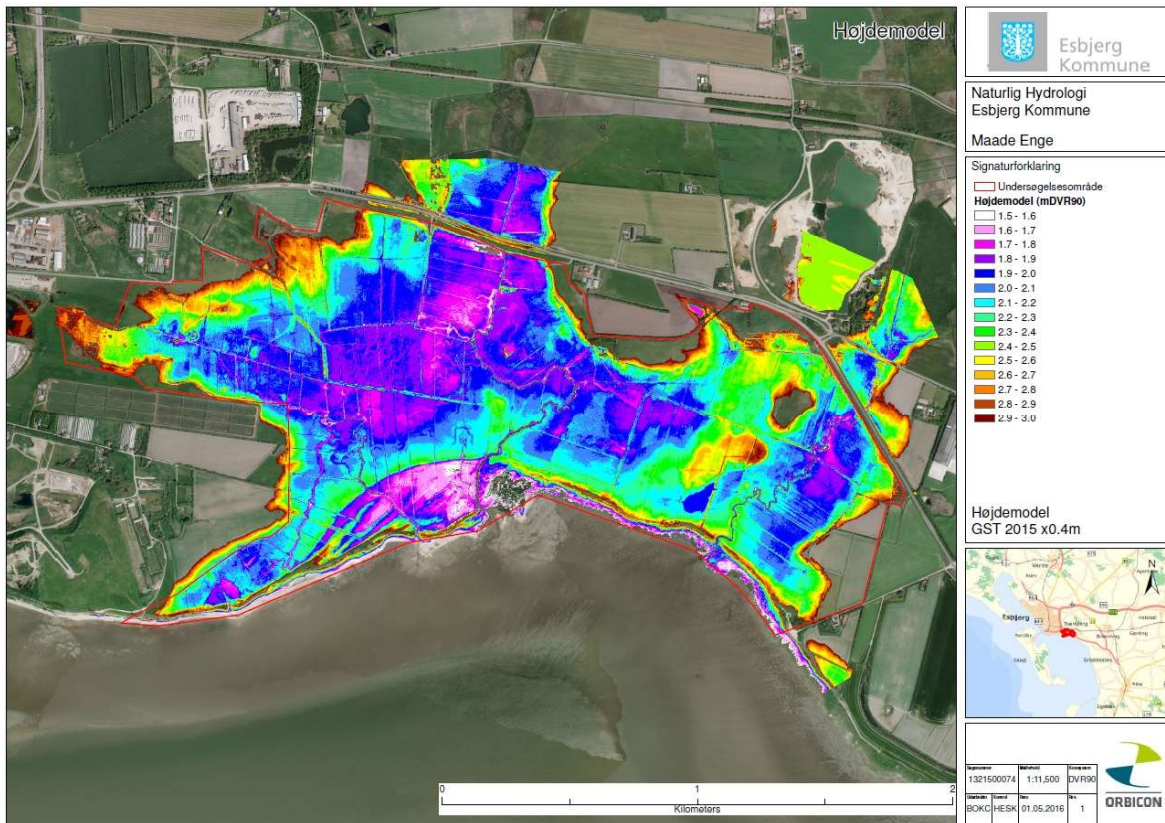 Højdemodel
0
1
2
Kilometers
Esbjerg
Kommune
Naturlig Hydrologi
Esbjerg Kommune
Maade Enge
Signaturforklaring
Undersøgelsesområde
Højdemodel (mDVR90)
1.5 - 1.6
1.6 - 1.7
1.7 - 1.8
1.8 - 1.9
1.9 - 2.0
2.0 - 2.1
2.1 - 2.2
2.2 - 2.3
2.3 - 2.4
2.4 - 2.5
2.5 - 2.6
2.6 - 2.7
2.7 - 2.8
2.8 - 2.9
2.9 - 3.0
Højdemodel
GST 2015 x0.4m
N
Varde
Esbjerg
Tjæreborg
Bramming
Ribe
1321500074 1:11,500 DVR90
BOKC HESK 01.05.2016 1
ORBICON